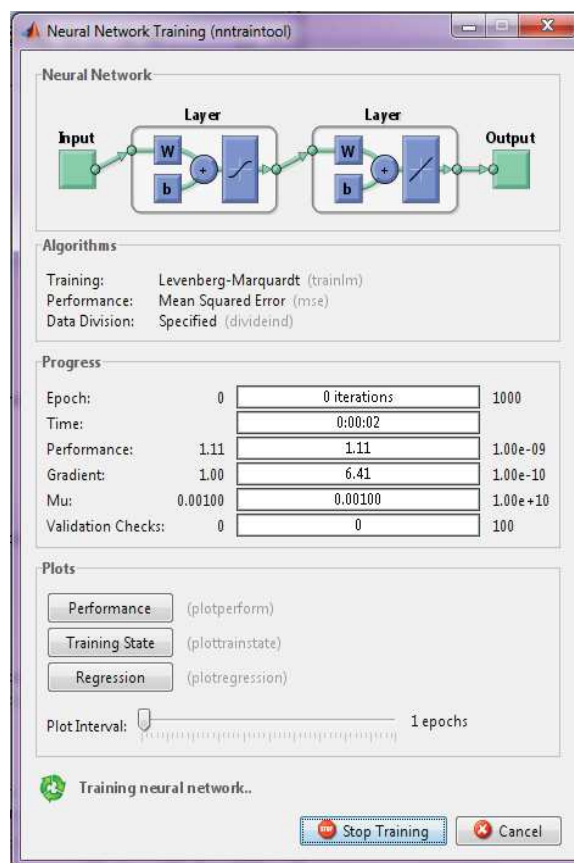 Neural Network Training (nntraintool)
Neural Network
Layer Layer
Input Output
W W
+ +
b b
Algorithms
Training: Levenberg-Marquardt (trainlm)
Performance: Mean Squared Error (mse)
Data Division: Specified (divideind)
Progress
Epoch: 0 0 iterations 1000
Time: 0:00:02
Performance: 1.11 1.11 1.00e-09
Gradient: 1.00 6.41 1.00e-10
Mu: 0.00100 0.00100 1.00e+10
Validation Checks: 0 0 100
Plots
Performance (plotperform)
Training State (plottrainstate)
Regression (plotregression)
Plot Interval: 1 epochs
Training neural network..
STOP Stop Training Cancel